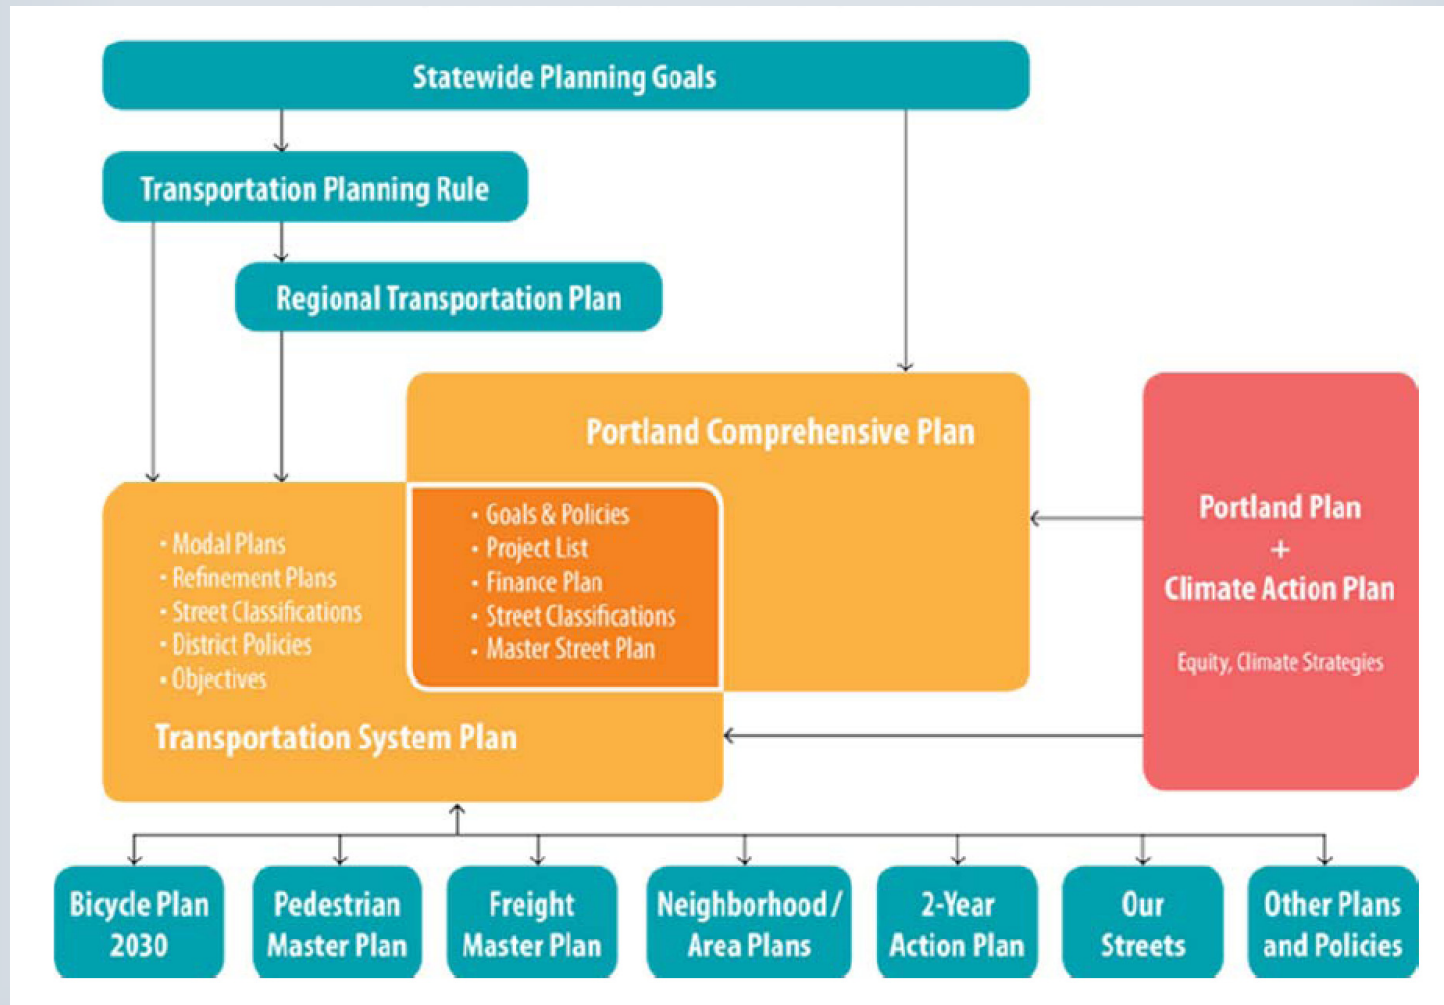 Statewide Planning Goals
Transportation Planning Rule
Regional Transportation Plan
Portland Comprehensive Plan
• Goals & Policies
• Project List
• Finance Plan
• Street Classifications
• Master Street Plan
• Modal Plans
• Refinement Plans
• Street Classifications
• District Policies
• Objectives
Transportation System Plan
Portland Plan
+
Climate Action Plan
Equity, Climate Strategies
Bicycle Plan
2030
Pedestrian
Master Plan
Freight
Master Plan
Neighborhood /
Area Plans
2-Year
Action Plan
Our
Streets
Other Plans
and Policies